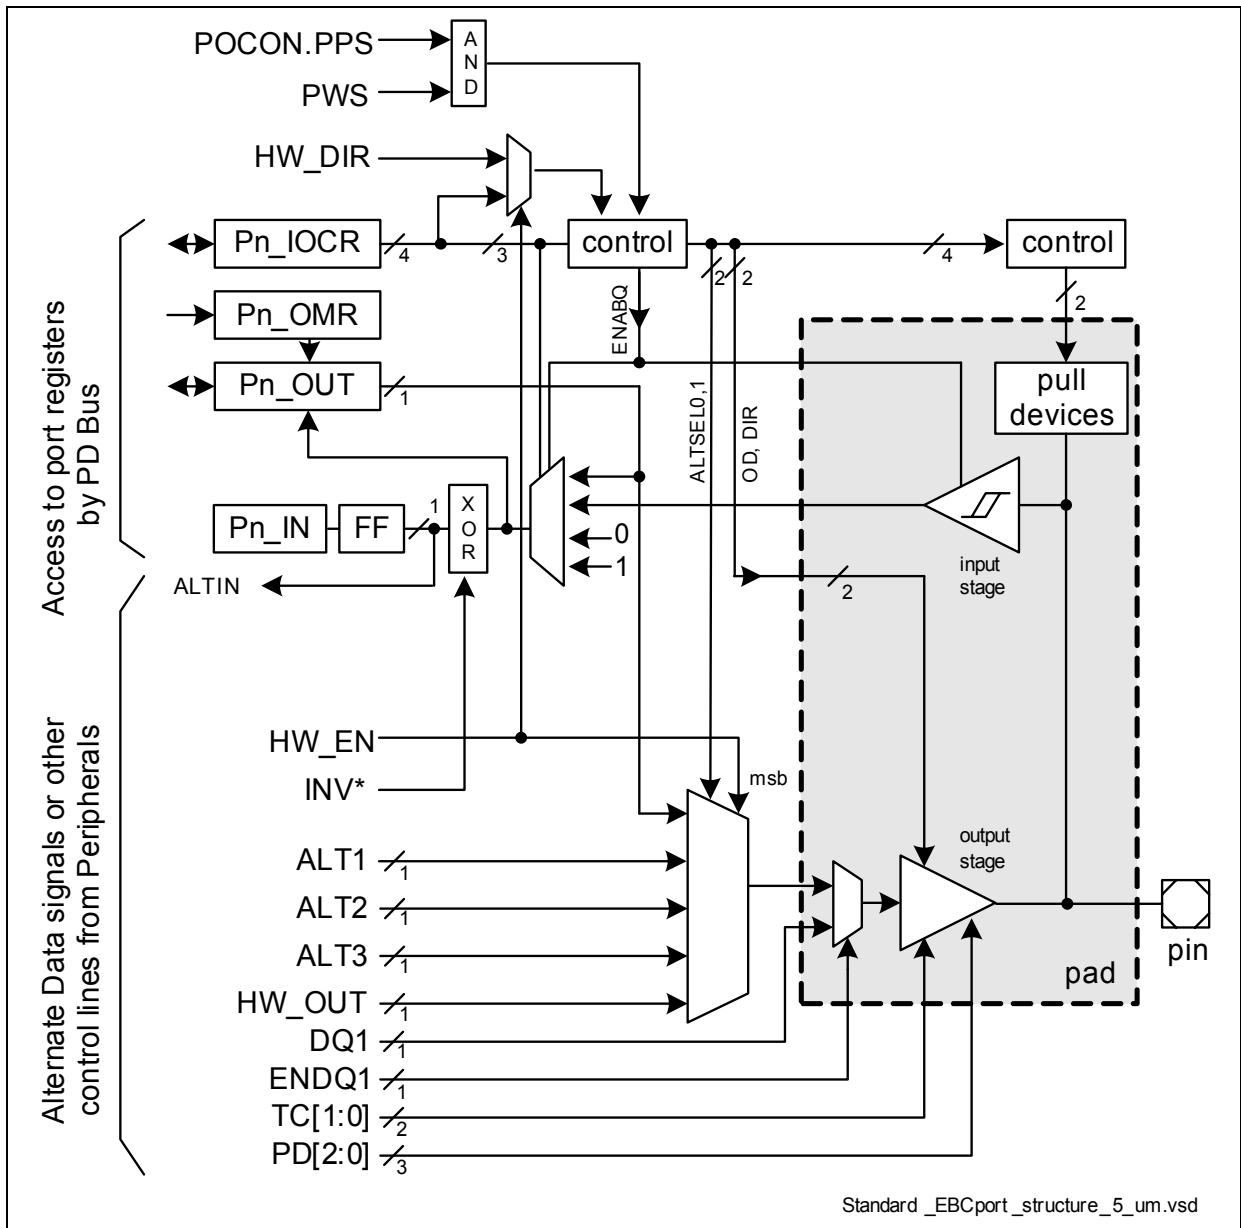 POCON.PPS
AND
PWS
HW_DIR
Pn_IOCR
4
3
control
2
2
4
control
2
Pn_OMR
ENABQ
Pn_OUT
1
pull
devices
ALTSEL0,1
OD, DIR
Access to port registers
by PD Bus
Pn_IN
FF
1
XOR
0
1
input
stage
2
ALTIN
Alternate Data signals or other
control lines from Peripherals
HW_EN
INV*
msb
ALT1
1
output
stage
ALT2
1
ALT3
1
pin
pad
HW_OUT
1
DQ1
1
ENDQ1
1
TC[1:0]
2
PD[2:0]
3
Standard _EBCport _structure_5_um.vsd